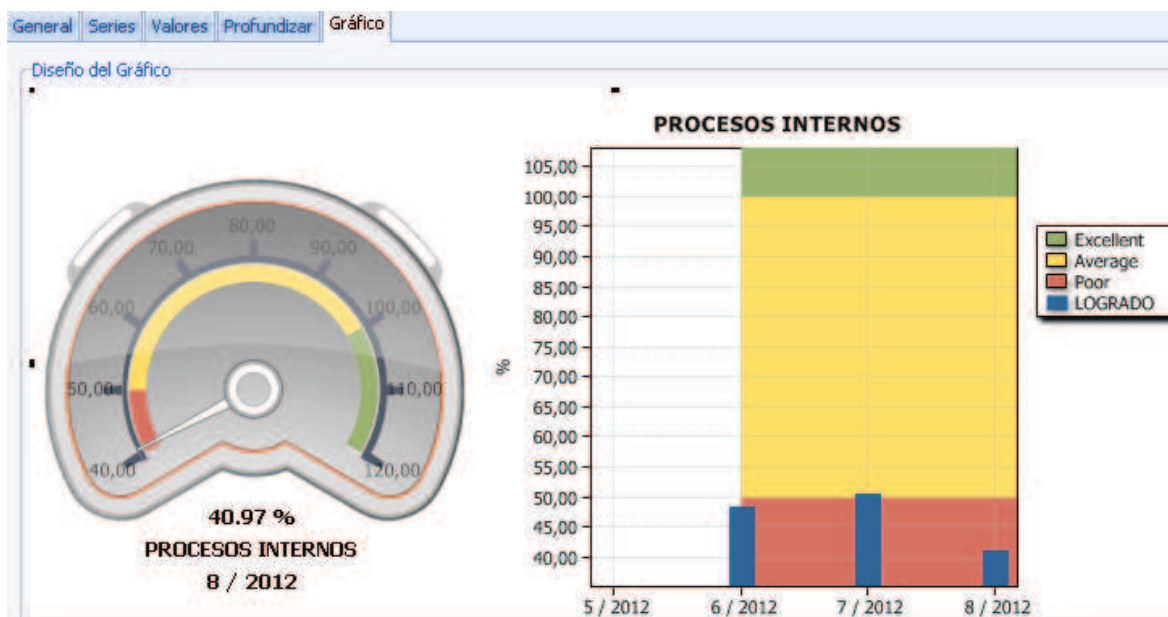 General Series Valores Profundizar Gráfico
Diseño del Gráfico
80,00
70,00 90,00
60,00 100,00
50,00 110,00
40,00 120,00
40.97 %
PROCESOS INTERNOS
8 / 2012
PROCESOS INTERNOS
105,00
100,00
95,00
90,00
85,00
80,00
75,00
%
70,00
65,00
60,00
55,00
50,00
45,00
40,00
5 / 2012 6 / 2012 7 / 2012 8 / 2012
Excellent
Average
Poor
LOGRADO